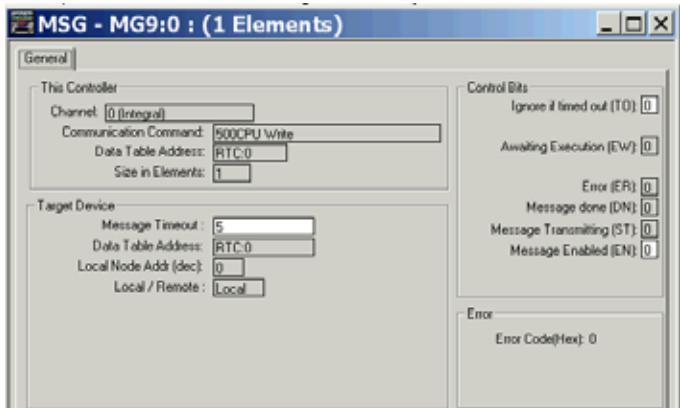 MSG - MG9:0 : (1 Elements)
General
This Controller
Channel: 0 (Integral)
Communication Command: 500CPU Write
Data Table Address: RTC:0
Size in Elements: 1
Target Device
Message Timeout : 5
Data Table Address: RTC:0
Local Node Addr (dec): 0
Local / Remote : Local
Control Bits
Ignore if timed out (TO): 0
Awaiting Execution (EW): 0
Error (ER): 0
Message done (DN): 0
Message Transmitting (ST): 0
Message Enabled (EN): 0
Error
Error Code(Hex): 0